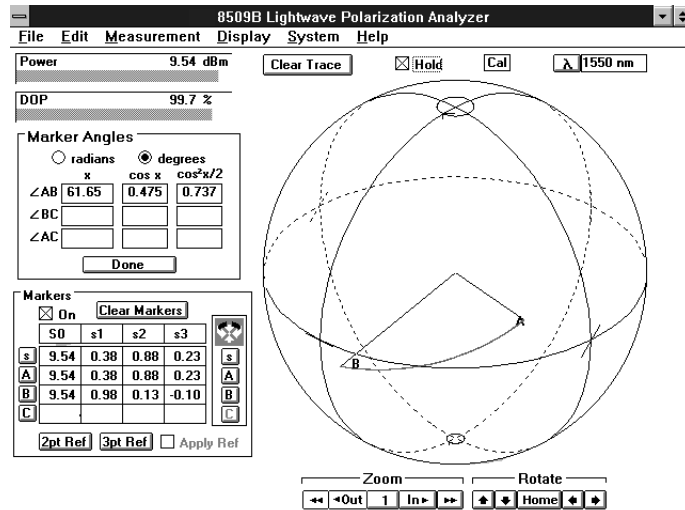 8509B Lightwave Polarization Analyzer
File Edit Measurement Display System Help
Power 9.54 dBm
DOP 99.7 %
Clear Trace
Hold
Cal
λ 1550 nm
Marker Angles
radians degrees
x cos x cos²x/2
∠AB 61.65 0.475 0.737
∠BC
∠AC
Done
Markers
On Clear Markers
S0 s1 s2 s3
s 9.54 0.38 0.88 0.23 s
A 9.54 0.38 0.88 0.23 A
B 9.54 0.98 0.13 -0.10 B
C C
2pt Ref 3pt Ref Apply Ref
A
B
Zoom
Out 1 In
Rotate
Home